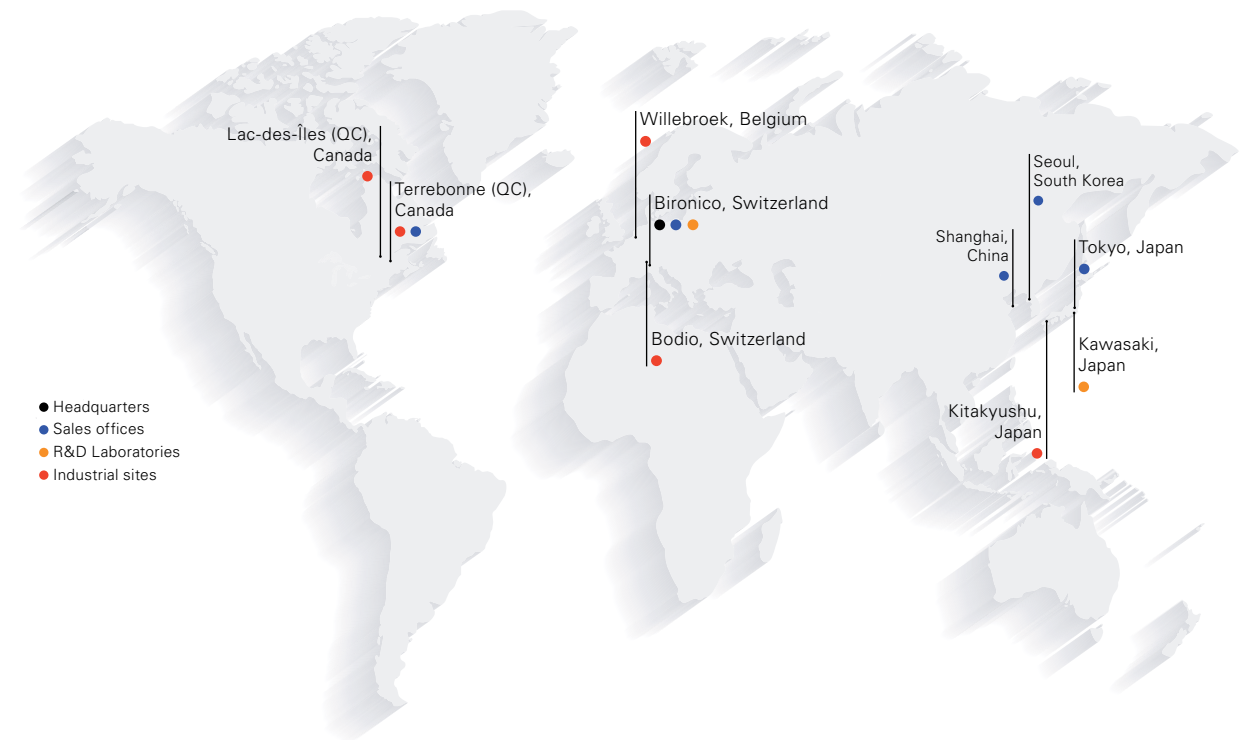 Lac-des-Îles (QC),
Canada
Terrebonne (QC),
Canada
Willebroek, Belgium
Bironico, Switzerland
Bodio, Switzerland
Seoul,
South Korea
Shanghai,
China
Tokyo, Japan
Kawasaki,
Japan
Kitakyushu,
Japan
Headquarters
Sales offices
R&D Laboratories
Industrial sites